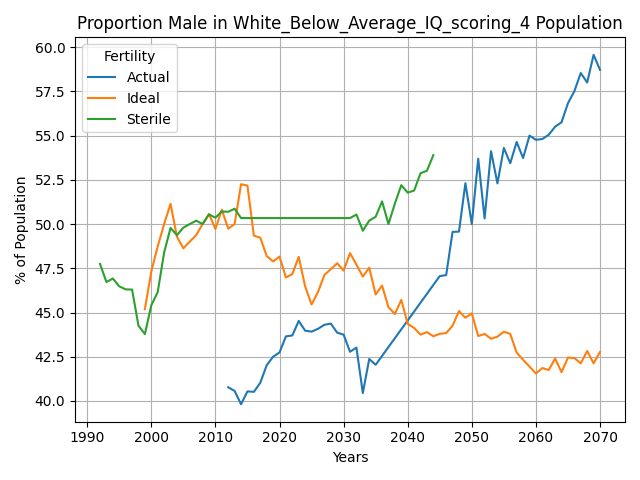 Proportion Male in White_Below_Average_IQ_scoring_4 Population
60.0
57.5
55.0
52.5
50.0
47.5
45.0
42.5
40.0
% of Population
Fertility
Actual
Ideal
Sterile
1990 2000 2010 2020 2030 2040 2050 2060 2070
Years